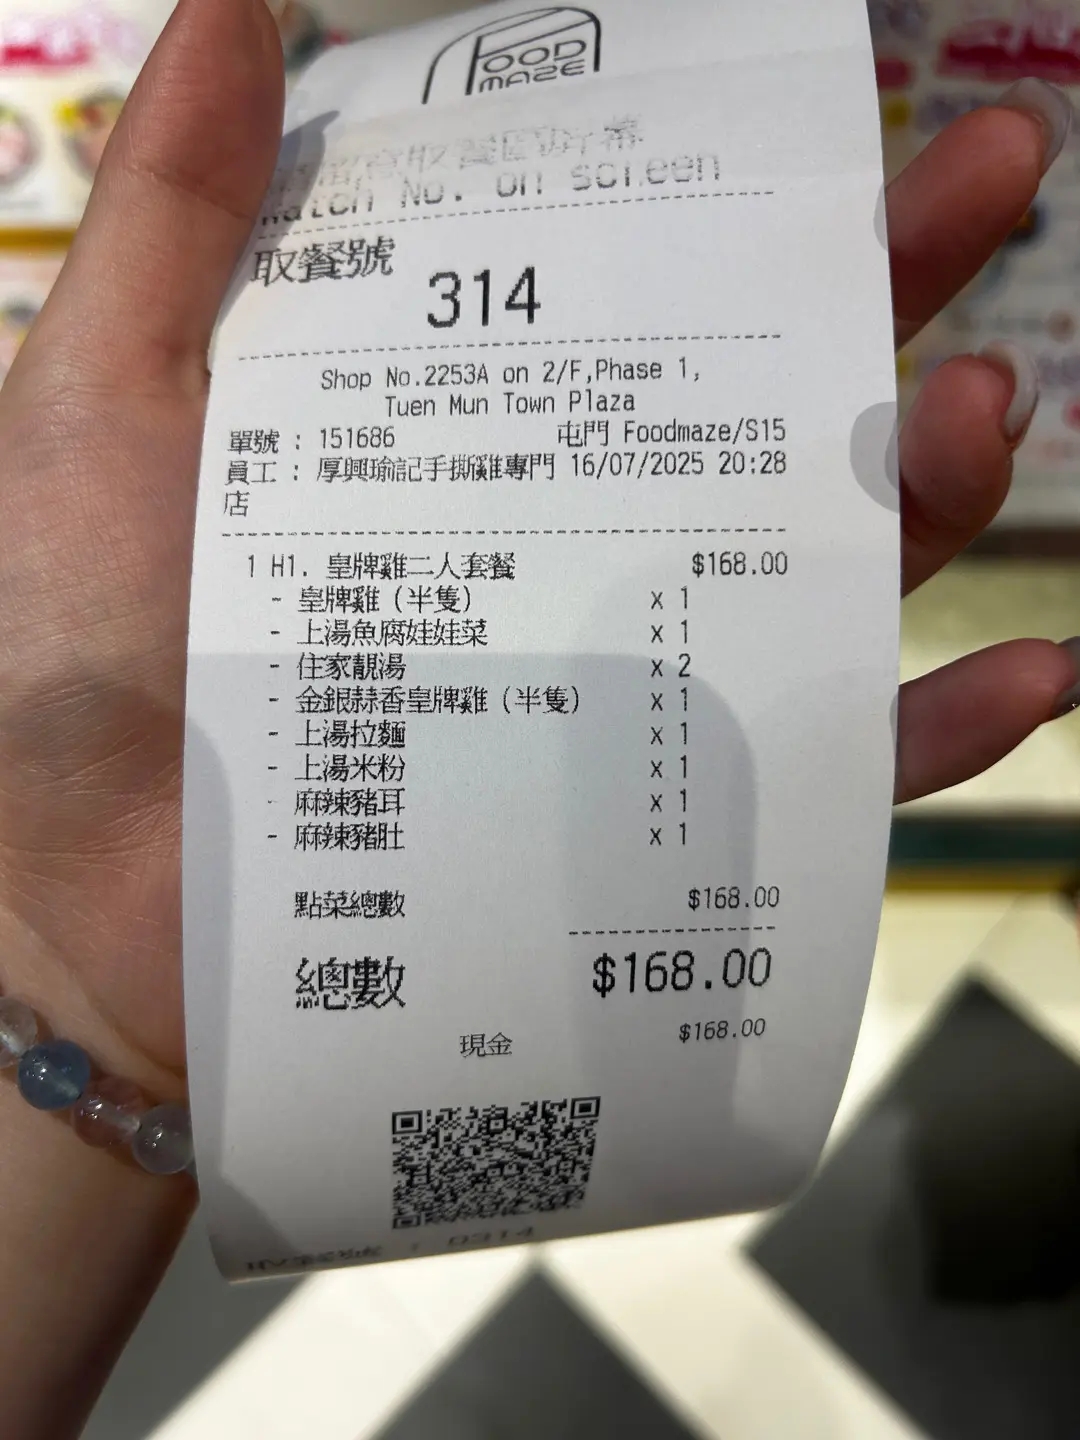 FOOD
MAZE
取餐號
314
Shop No.2253A on 2/F,Phase 1,
Tuen Mun Town Plaza
單號 : 151686 屯門 Foodmaze/S15
員工 : 厚興瑜記手撕雞專門 16/07/2025 20:28
店
1 H1. 皇牌雞二人套餐 $168.00
- 皇牌雞（半隻） x 1
- 上湯魚腐娃娃菜 x 1
- 住家靚湯 x 2
- 金銀蒜香皇牌雞（半隻） x 1
- 上湯拉麵 x 1
- 上湯米粉 x 1
- 麻辣豬耳 x 1
- 麻辣豬肚 x 1
點菜總數 $168.00
總數 $168.00
現金 $168.00